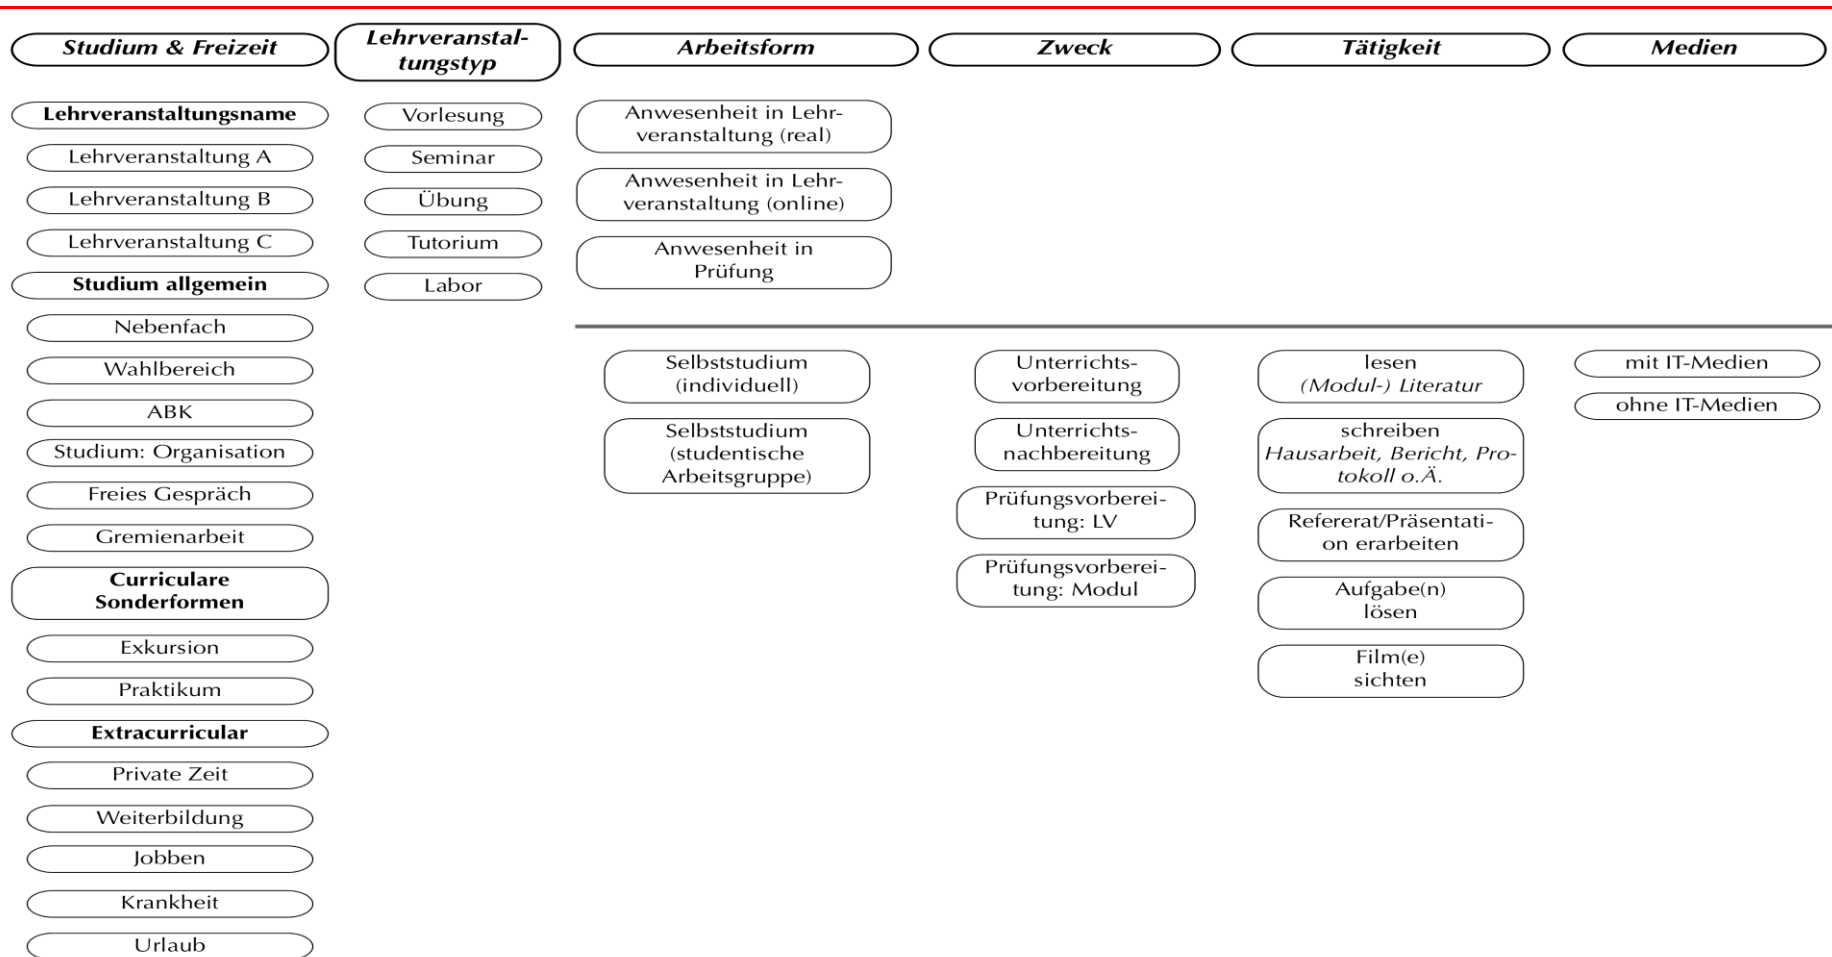 Studium & Freizeit
Lehrveranstal-
tungstyp
Arbeitsform
Zweck
Tätigkeit
Medien
Lehrveranstaltungsname
Lehrveranstaltung A
Lehrveranstaltung B
Lehrveranstaltung C
Studium allgemein
Nebenfach
Wahlbereich
ABK
Studium: Organisation
Freies Gespräch
Gremienarbeit
Curriculare
Sonderformen
Exkursion
Praktikum
Extracurricular
Private Zeit
Weiterbildung
Jobben
Krankheit
Urlaub
Vorlesung
Seminar
Übung
Tutorium
Labor
Anwesenheit in Lehr-
veranstaltung (real)
Anwesenheit in Lehr-
veranstaltung (online)
Anwesenheit in
Prüfung
Selbststudium
(individuell)
Selbststudium
(studentische
Arbeitsgruppe)
Unterrichts-
vorbereitung
Unterrichts-
nachbereitung
Prüfungsvorberei-
tung: LV
Prüfungsvorberei-
tung: Modul
lesen
(Modul-) Literatur
schreiben
Hausarbeit, Bericht, Pro-
tokoll o.Ä.
Refererat/Präsentati-
on erarbeiten
Aufgabe(n)
lösen
Film(e)
sichten
mit IT-Medien
ohne IT-Medien